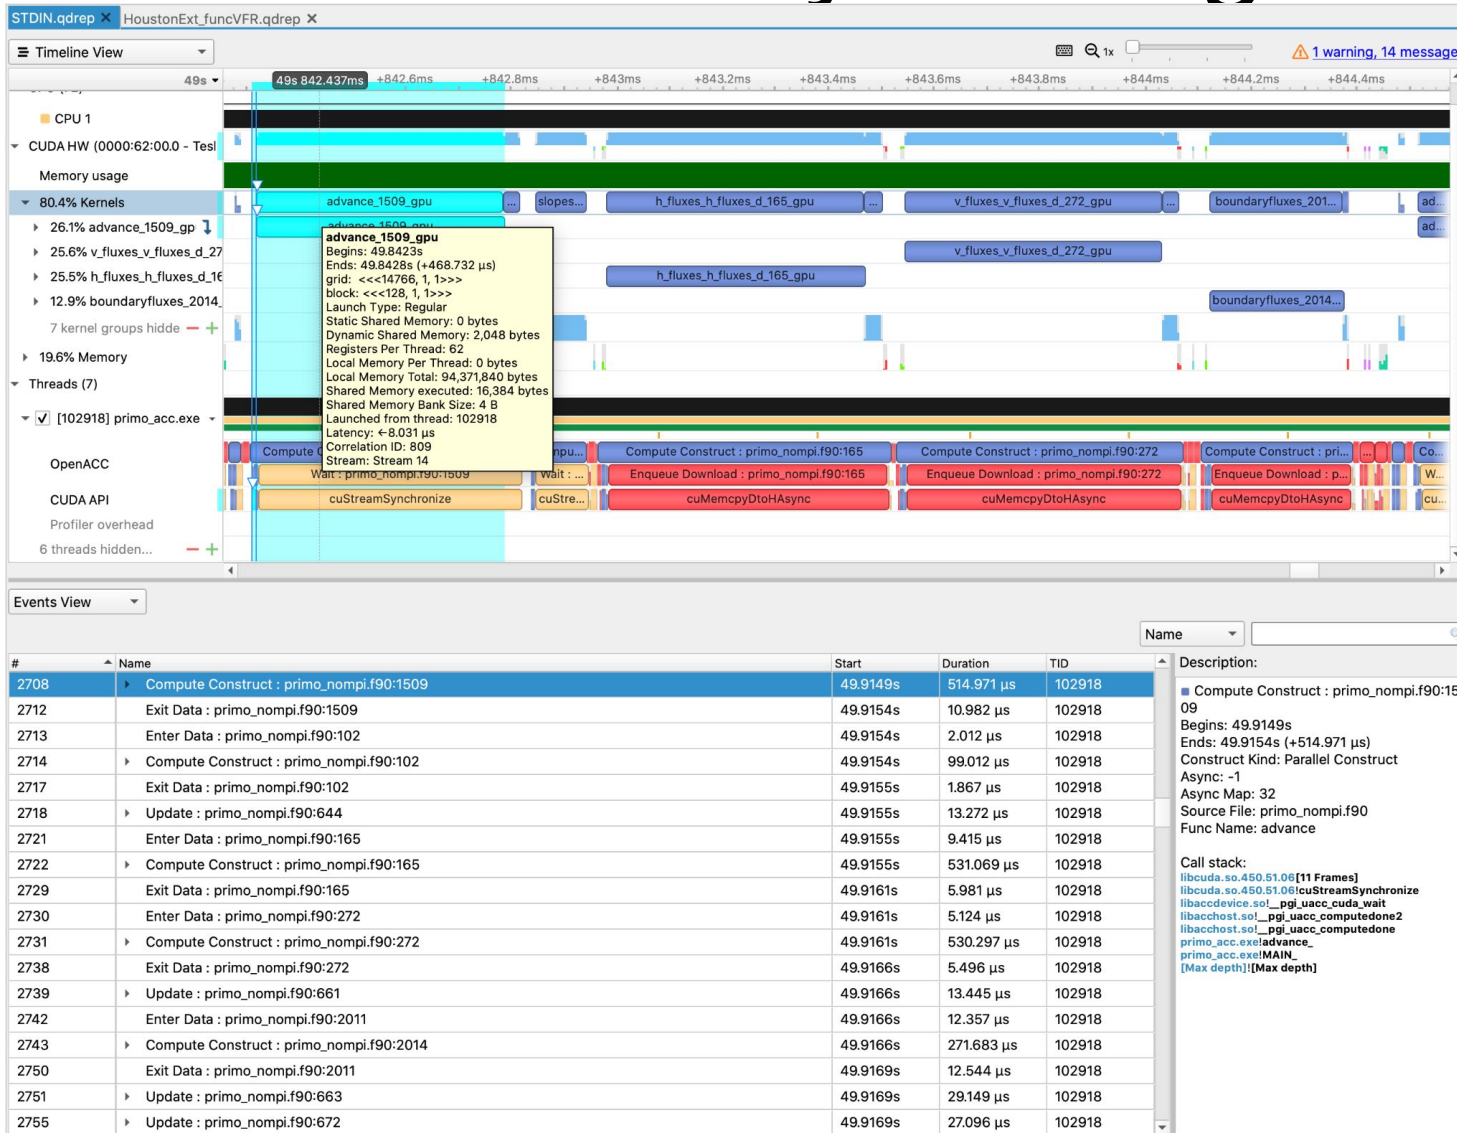 STDIN.qdrep ✕ HoustonExt_funcVFR.qdrep ✕
Timeline View 1x 1 warning, 14 message
49s 49s 842.437ms +842.6ms +842.8ms +843ms +843.2ms +843.4ms +843.6ms +843.8ms +844ms +844.2ms +844.4ms
CPU 1
CUDA HW (0000:62:00.0 - Tesl
Memory usage
80.4% Kernels advance_1509_gpu ... slopes... h_fluxes_h_fluxes_d_165_gpu ... v_fluxes_v_fluxes_d_272_gpu ... boundaryfluxes_201... ad...
26.1% advance_1509_gp advance_1509_gpu ad...
25.6% v_fluxes_v_fluxes_d_27 v_fluxes_v_fluxes_d_272_gpu
25.5% h_fluxes_h_fluxes_d_16 h_fluxes_h_fluxes_d_165_gpu
12.9% boundaryfluxes_2014_ boundaryfluxes_2014...
7 kernel groups hidde − +
19.6% Memory
Threads (7)
[102918] primo_acc.exe
OpenACC
Compute C npu... Compute Construct : primo_nompi.f90:165 Compute Construct : primo_nompi.f90:272 Compute Construct : pri... ... Co...
Wait : primo_nompi.f90:1509 Wait : ... Enqueue Download : primo_nompi.f90:165 Enqueue Download : primo_nompi.f90:272 Enqueue Download : p... W...
CUDA API cuStreamSynchronize cuStre... cuMemcpyDtoHAsync cuMemcpyDtoHAsync cuMemcpyDtoHAsync cu...
Profiler overhead
6 threads hidden... − +
advance_1509_gpu
Begins: 49.8423s
Ends: 49.8428s (+468.732 µs)
grid: <<<14766, 1, 1>>>
block: <<<128, 1, 1>>>
Launch Type: Regular
Static Shared Memory: 0 bytes
Dynamic Shared Memory: 2,048 bytes
Registers Per Thread: 62
Local Memory Per Thread: 0 bytes
Local Memory Total: 94,371,840 bytes
Shared Memory executed: 16,384 bytes
Shared Memory Bank Size: 4 B
Launched from thread: 102918
Latency: ←8.031 µs
Correlation ID: 809
Stream: Stream 14
Events View
Name
# Name Start Duration TID
2708 Compute Construct : primo_nompi.f90:1509 49.9149s 514.971 µs 102918
2712 Exit Data : primo_nompi.f90:1509 49.9154s 10.982 µs 102918
2713 Enter Data : primo_nompi.f90:102 49.9154s 2.012 µs 102918
2714 Compute Construct : primo_nompi.f90:102 49.9154s 99.012 µs 102918
2717 Exit Data : primo_nompi.f90:102 49.9155s 1.867 µs 102918
2718 Update : primo_nompi.f90:644 49.9155s 13.272 µs 102918
2721 Enter Data : primo_nompi.f90:165 49.9155s 9.415 µs 102918
2722 Compute Construct : primo_nompi.f90:165 49.9155s 531.069 µs 102918
2729 Exit Data : primo_nompi.f90:165 49.9161s 5.981 µs 102918
2730 Enter Data : primo_nompi.f90:272 49.9161s 5.124 µs 102918
2731 Compute Construct : primo_nompi.f90:272 49.9161s 530.297 µs 102918
2738 Exit Data : primo_nompi.f90:272 49.9166s 5.496 µs 102918
2739 Update : primo_nompi.f90:661 49.9166s 13.445 µs 102918
2742 Enter Data : primo_nompi.f90:2011 49.9166s 12.357 µs 102918
2743 Compute Construct : primo_nompi.f90:2014 49.9166s 271.683 µs 102918
2750 Exit Data : primo_nompi.f90:2011 49.9169s 12.544 µs 102918
2751 Update : primo_nompi.f90:663 49.9169s 29.149 µs 102918
2755 Update : primo_nompi.f90:672 49.9169s 27.096 µs 102918
Description:
Compute Construct : primo_nompi.f90:15
09
Begins: 49.9149s
Ends: 49.9154s (+514.971 µs)
Construct Kind: Parallel Construct
Async: -1
Async Map: 32
Source File: primo_nompi.f90
Func Name: advance
Call stack:
libcuda.so.450.51.06[11 Frames]
libcuda.so.450.51.06!cuStreamSynchronize
libaccdevice.so!__pgi_uacc_cuda_wait
libacchost.so!__pgi_uacc_computedone2
libacchost.so!__pgi_uacc_computedone
primo_acc.exe!advance_
primo_acc.exe!MAIN_
[Max depth]![Max depth]